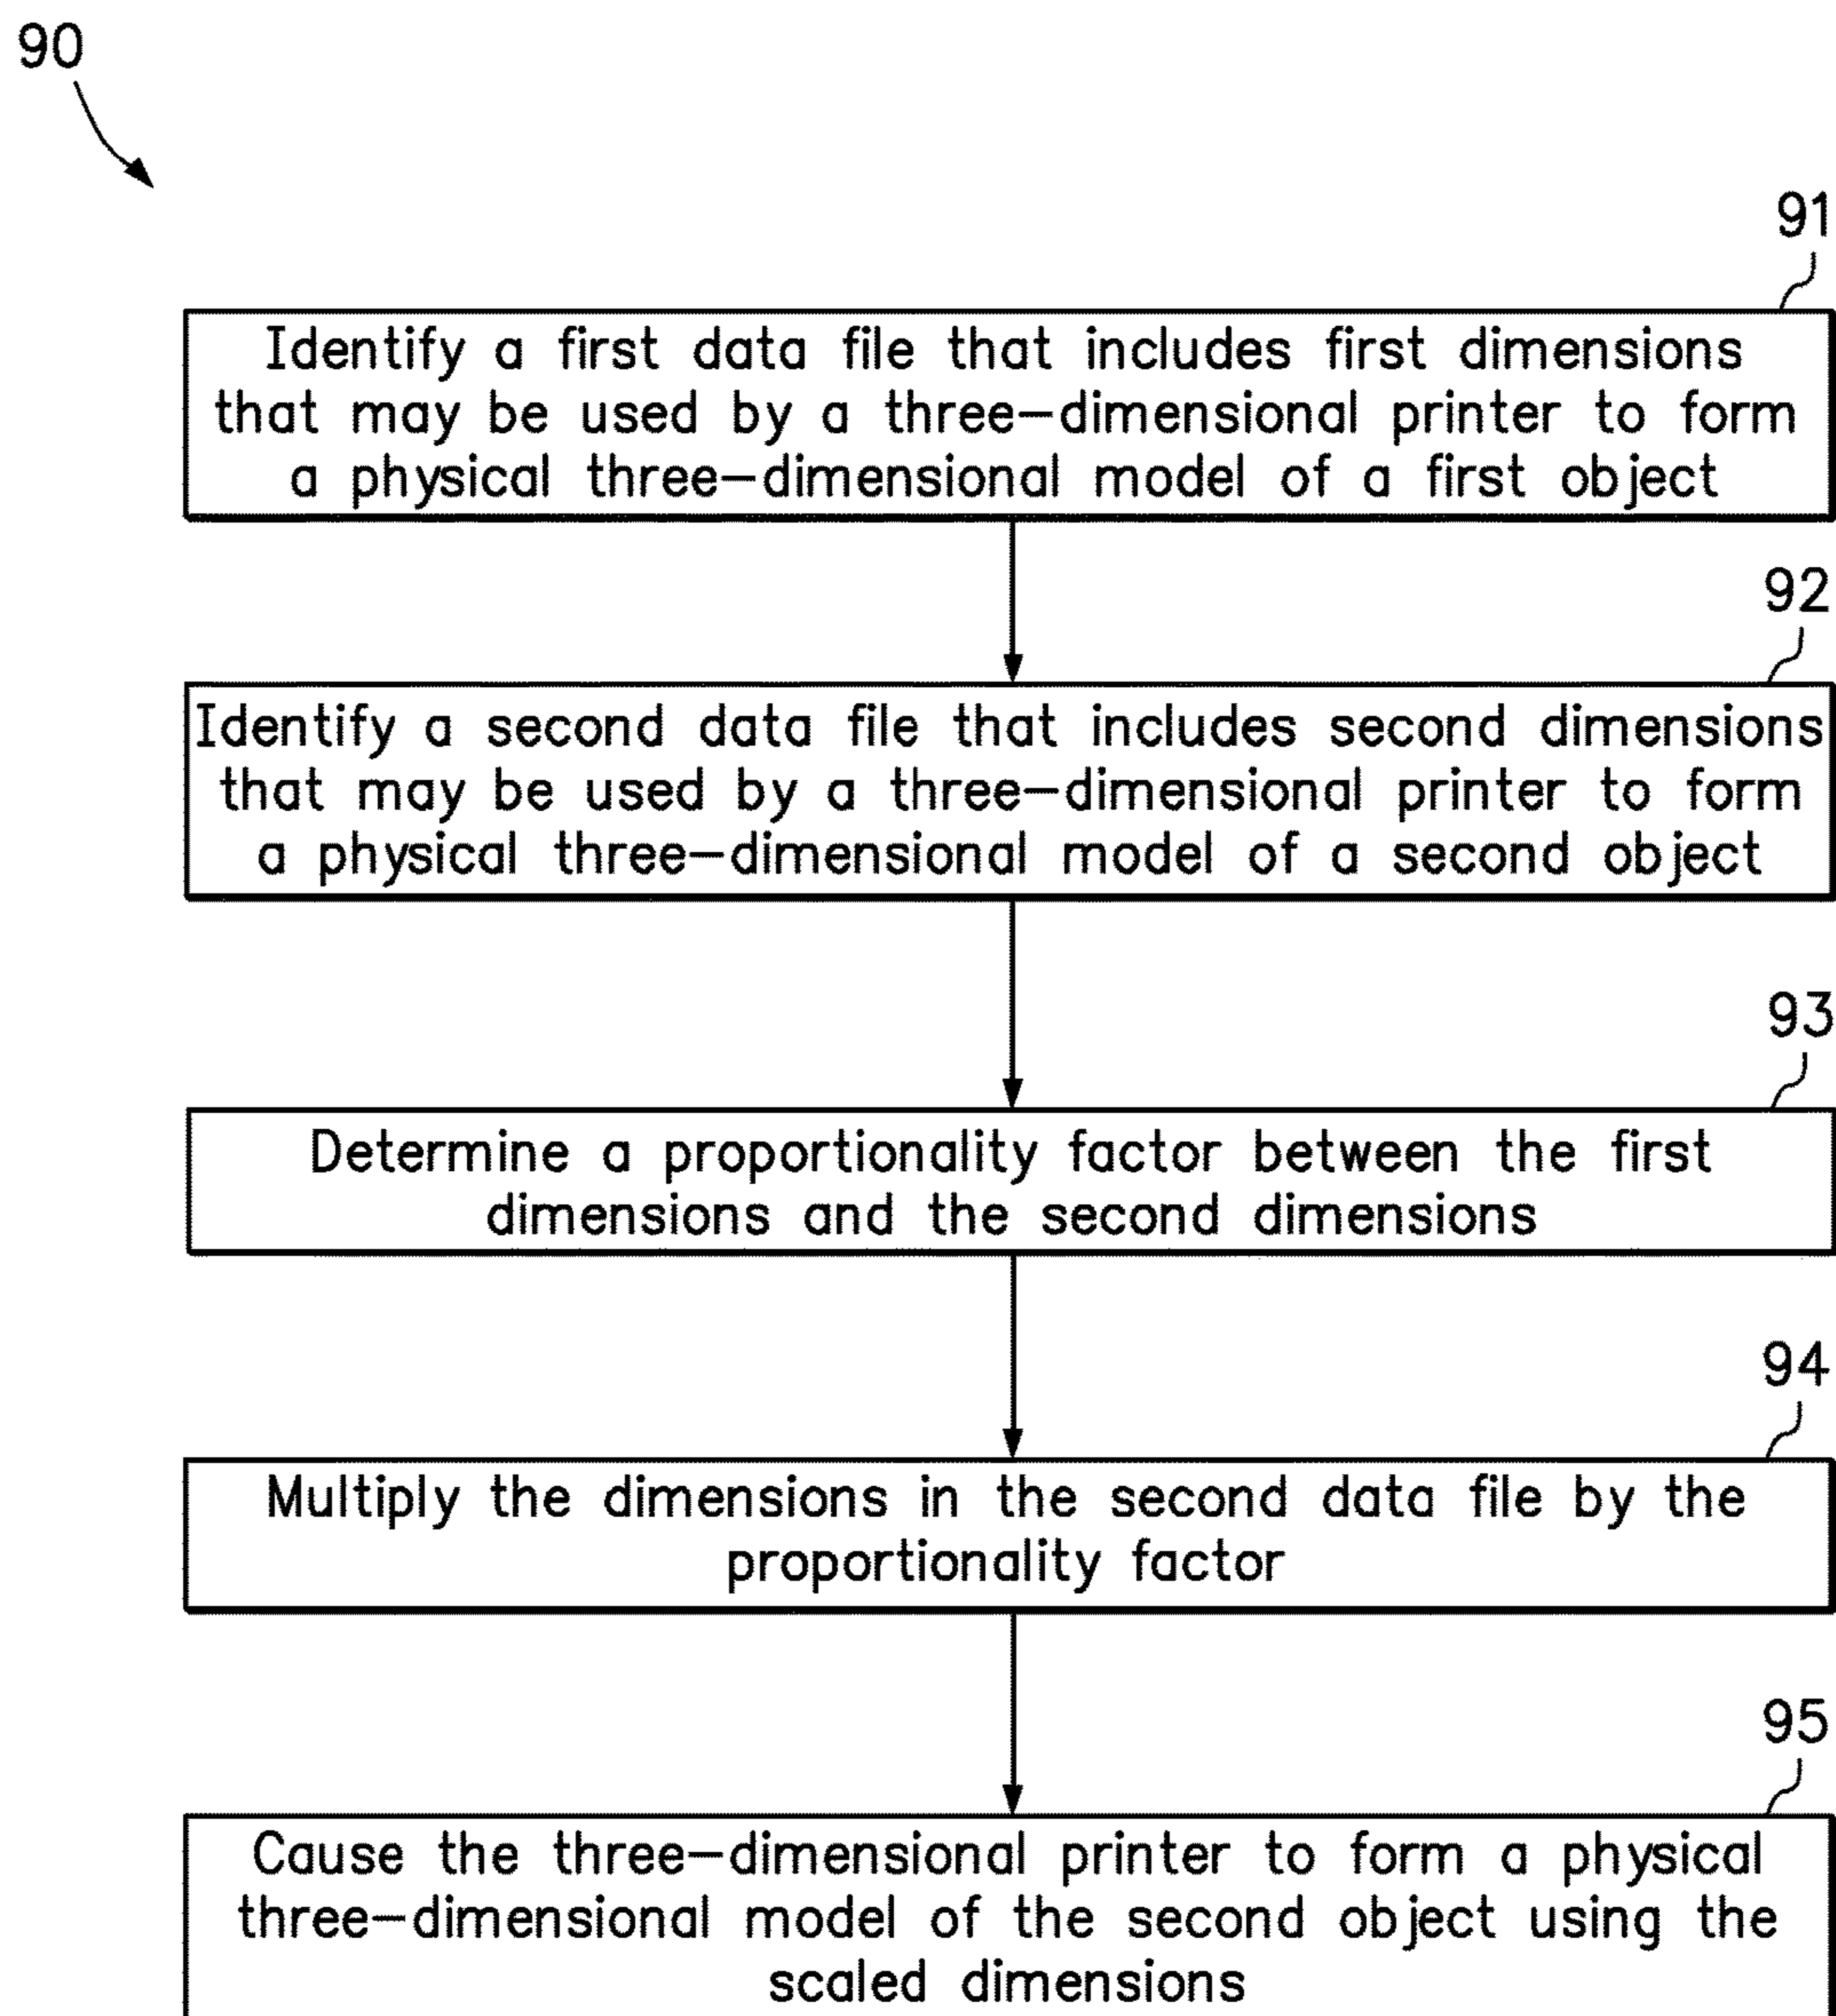 90
91
Identify a first data file that includes first dimensions
that may be used by a three-dimensional printer to form
a physical three-dimensional model of a first object
92
Identify a second data file that includes second dimensions
that may be used by a three-dimensional printer to form
a physical three-dimensional model of a second object
93
Determine a proportionality factor between the first
dimensions and the second dimensions
94
Multiply the dimensions in the second data file by the
proportionality factor
95
Cause the three-dimensional printer to form a physical
three-dimensional model of the second object using the
scaled dimensions